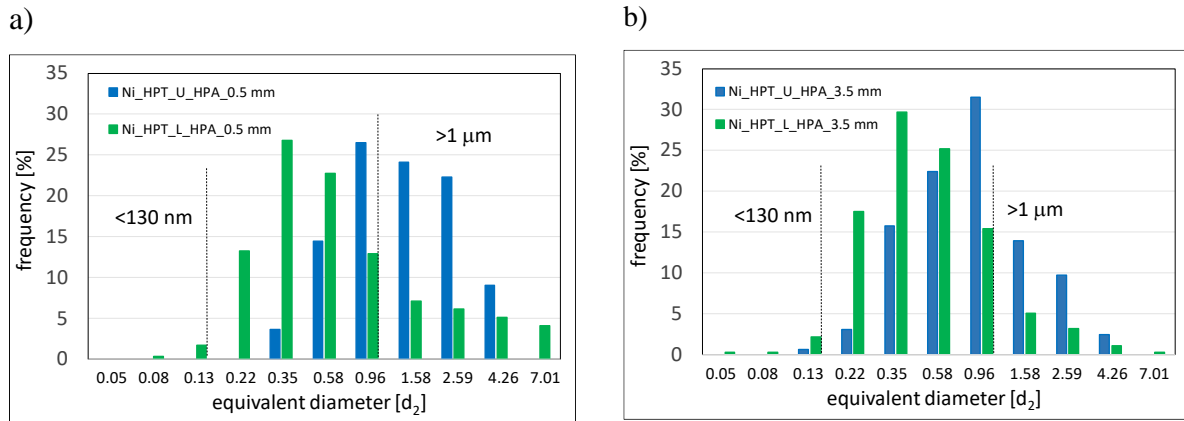 a)
35
30
25
20
15
10
5
0
frequency [%]
Ni_HPT_U_HPA_0.5 mm
Ni_HPT_L_HPA_0.5 mm
<130 nm
>1 μm
0.05 0.08 0.13 0.22 0.35 0.58 0.96 1.58 2.59 4.26 7.01
equivalent diameter [d₂]
b)
35
30
25
20
15
10
5
0
frequency [%]
Ni_HPT_U_HPA_3.5 mm
Ni_HPT_L_HPA_3.5 mm
<130 nm
>1 μm
0.05 0.08 0.13 0.22 0.35 0.58 0.96 1.58 2.59 4.26 7.01
equivalent diameter [d₂]